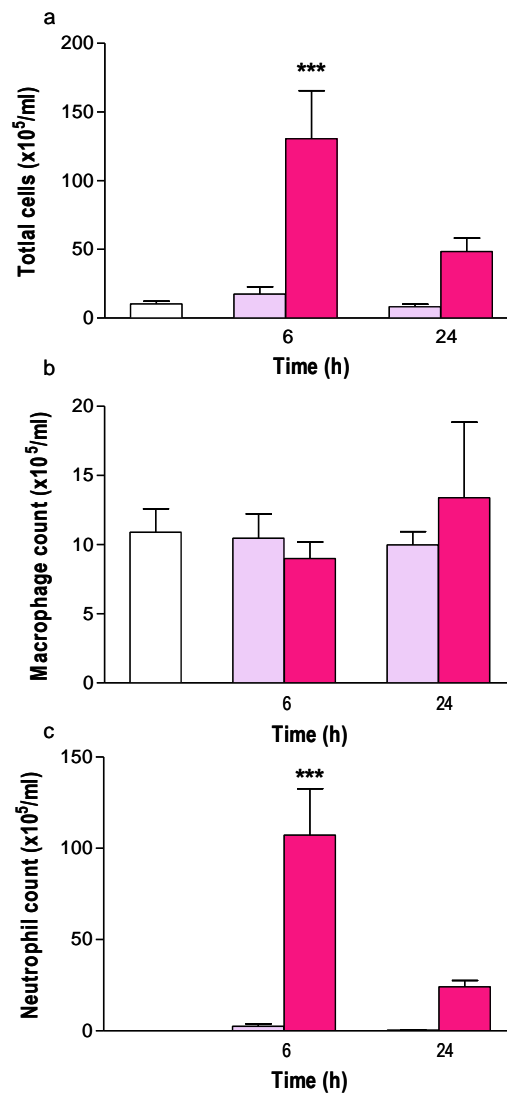 a
200
150
100
50
0
Totlal cells (x10⁵/ml)
***
6
24
Time (h)
b
20
15
10
5
0
Macrophage count (x10⁵/ml)
6
24
Time (h)
c
150
100
50
0
Neutrophil count (x10⁵/ml)
***
6
24
Time (h)